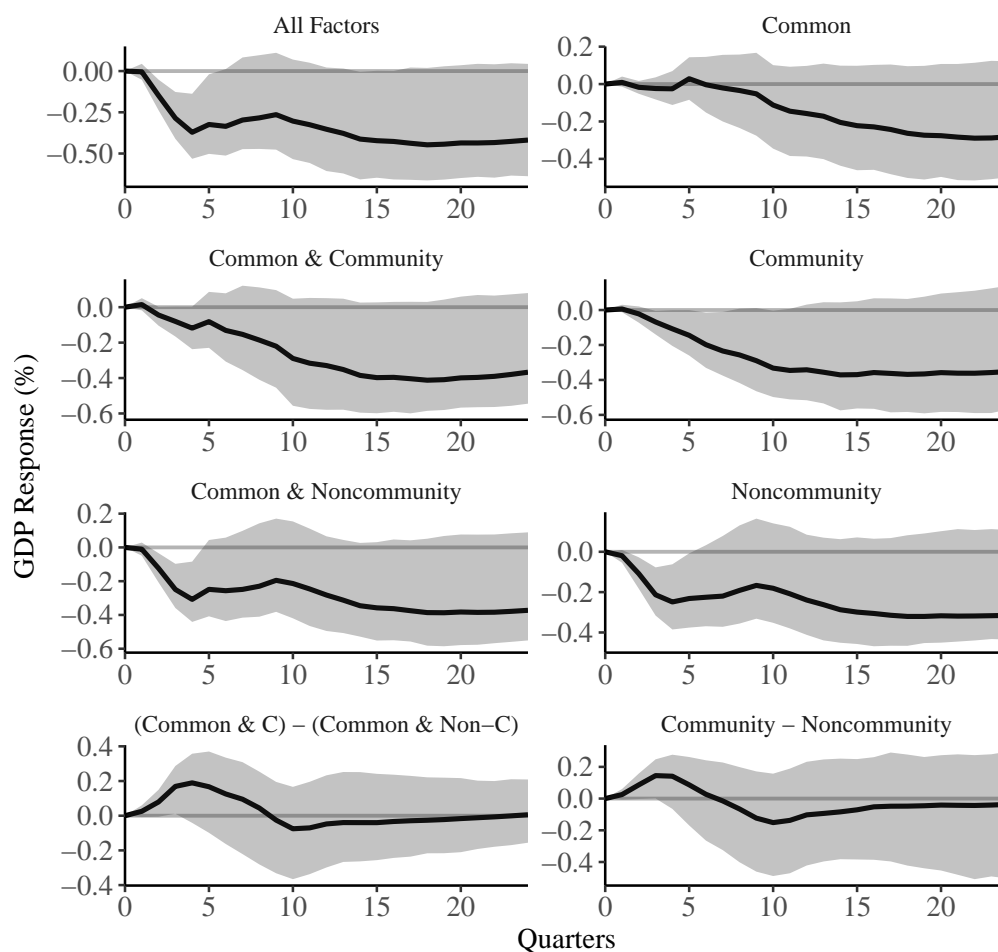 All Factors
Common
0.00
−0.25
−0.50
0 5 10 15 20
0.2
0.0
−0.2
−0.4
0 5 10 15 20
Common & Community
Community
0.0
−0.2
−0.4
−0.6
0 5 10 15 20
0.0
−0.2
−0.4
−0.6
0 5 10 15 20
GDP Response (%)
Common & Noncommunity
Noncommunity
0.2
0.0
−0.2
−0.4
−0.6
0 5 10 15 20
0.0
−0.2
−0.4
0 5 10 15 20
(Common & C) − (Common & Non−C)
Community − Noncommunity
0.4
0.2
0.0
−0.2
−0.4
0 5 10 15 20
0.2
0.0
−0.2
−0.4
0 5 10 15 20
Quarters